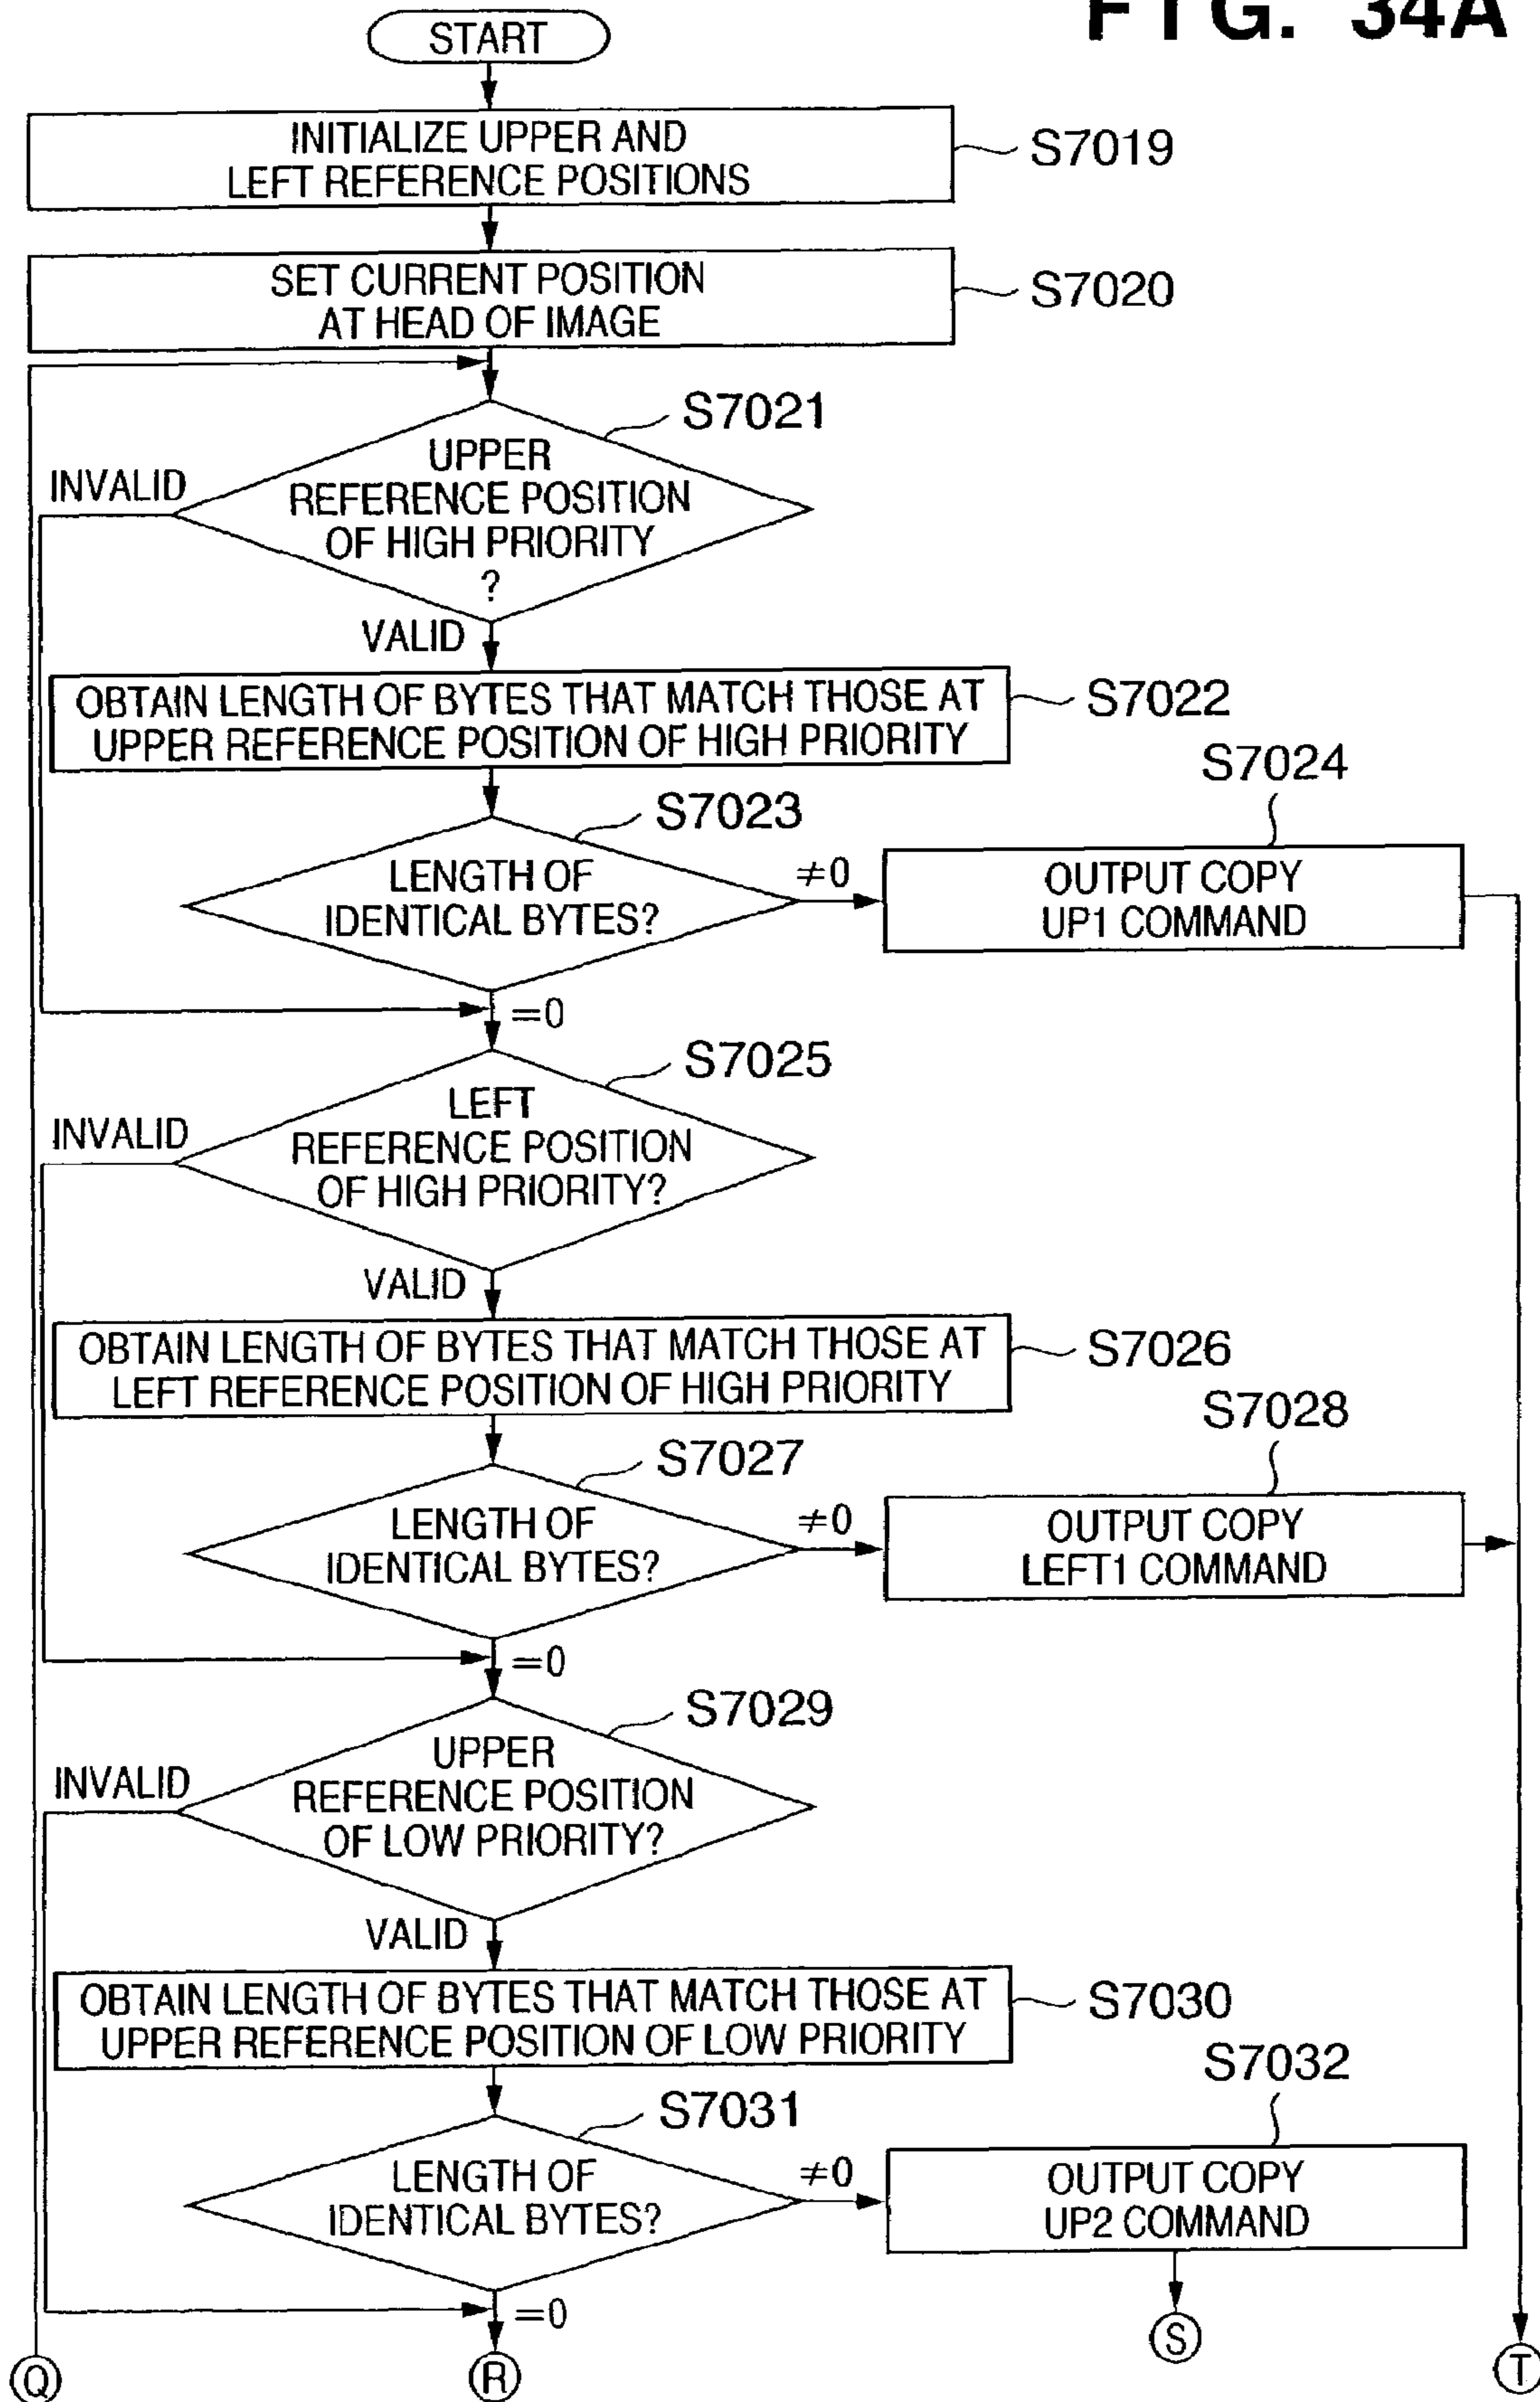 FIG. 34A
START
INITIALIZE UPPER AND
LEFT REFERENCE POSITIONS
S7019
SET CURRENT POSITION
AT HEAD OF IMAGE
S7020
S7021
UPPER
REFERENCE POSITION
OF HIGH PRIORITY
?
INVALID
VALID
OBTAIN LENGTH OF BYTES THAT MATCH THOSE AT
UPPER REFERENCE POSITION OF HIGH PRIORITY
S7022
S7023
LENGTH OF
IDENTICAL BYTES?
≠0
S7024
OUTPUT COPY
UP1 COMMAND
=0
S7025
LEFT
REFERENCE POSITION
OF HIGH PRIORITY?
INVALID
VALID
OBTAIN LENGTH OF BYTES THAT MATCH THOSE AT
LEFT REFERENCE POSITION OF HIGH PRIORITY
S7026
S7027
LENGTH OF
IDENTICAL BYTES?
≠0
S7028
OUTPUT COPY
LEFT1 COMMAND
=0
S7029
UPPER
REFERENCE POSITION
OF LOW PRIORITY?
INVALID
VALID
OBTAIN LENGTH OF BYTES THAT MATCH THOSE AT
UPPER REFERENCE POSITION OF LOW PRIORITY
S7030
S7031
LENGTH OF
IDENTICAL BYTES?
≠0
S7032
OUTPUT COPY
UP2 COMMAND
=0
Q
R
S
T